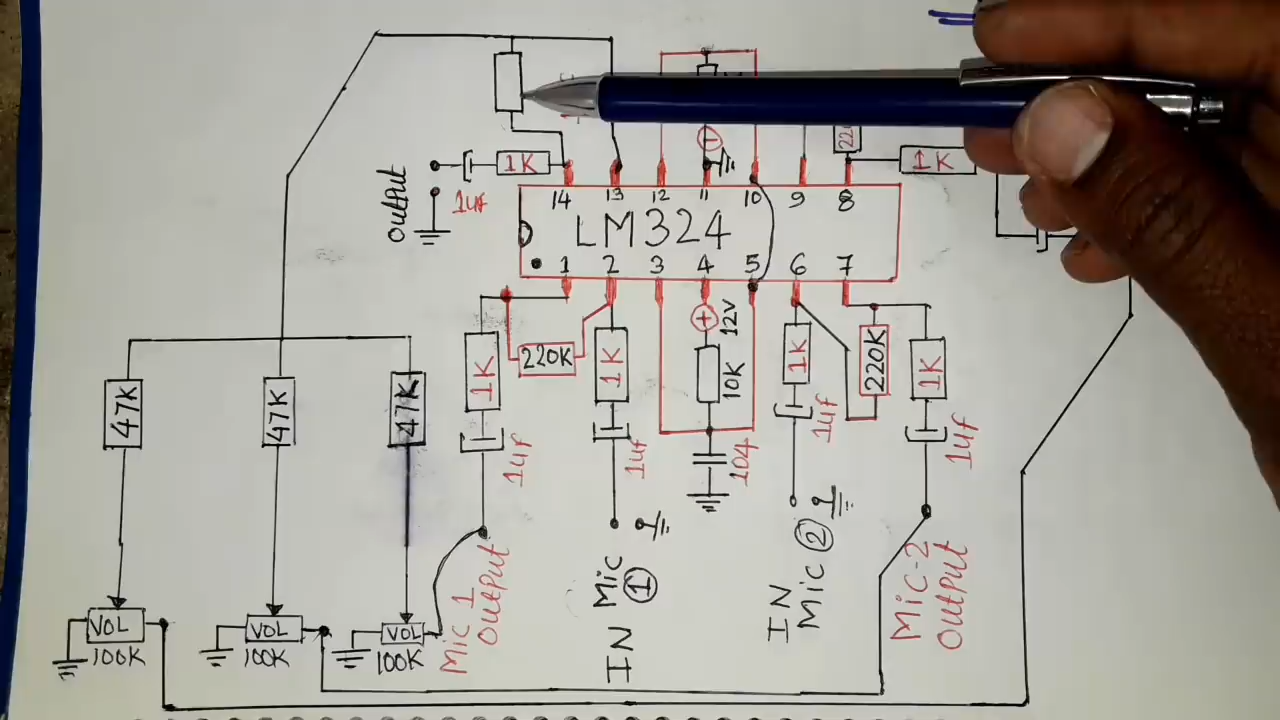 1K
1uf
output
22
1K
14 13 12 11 10 9 8
LM324
1 2 3 4 5 6 7
12V
220K
1K
1K
10K
1K
220K
1K
47K
47K
47K
1uf
1uf
104
1uf
1uf
VOL
100K
VOL
100K
VOL
100K
Mic 1
output
IN Mic ①
IN
Mic ②
Mic-2
output